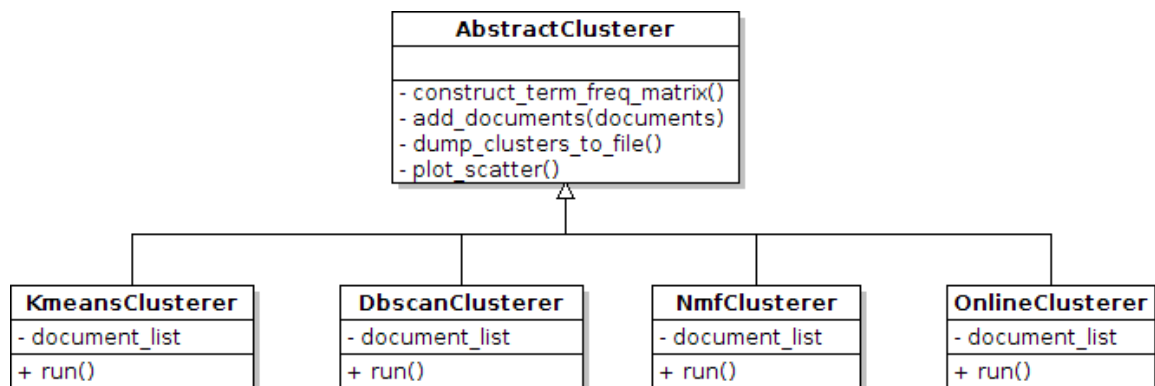 AbstractClusterer
- construct_term_freq_matrix()
- add_documents(documents)
- dump_clusters_to_file()
- plot_scatter()
KmeansClusterer
- document_list
+ run()
DbscanClusterer
- document_list
+ run()
NmfClusterer
- document_list
+ run()
OnlineClusterer
- document_list
+ run()